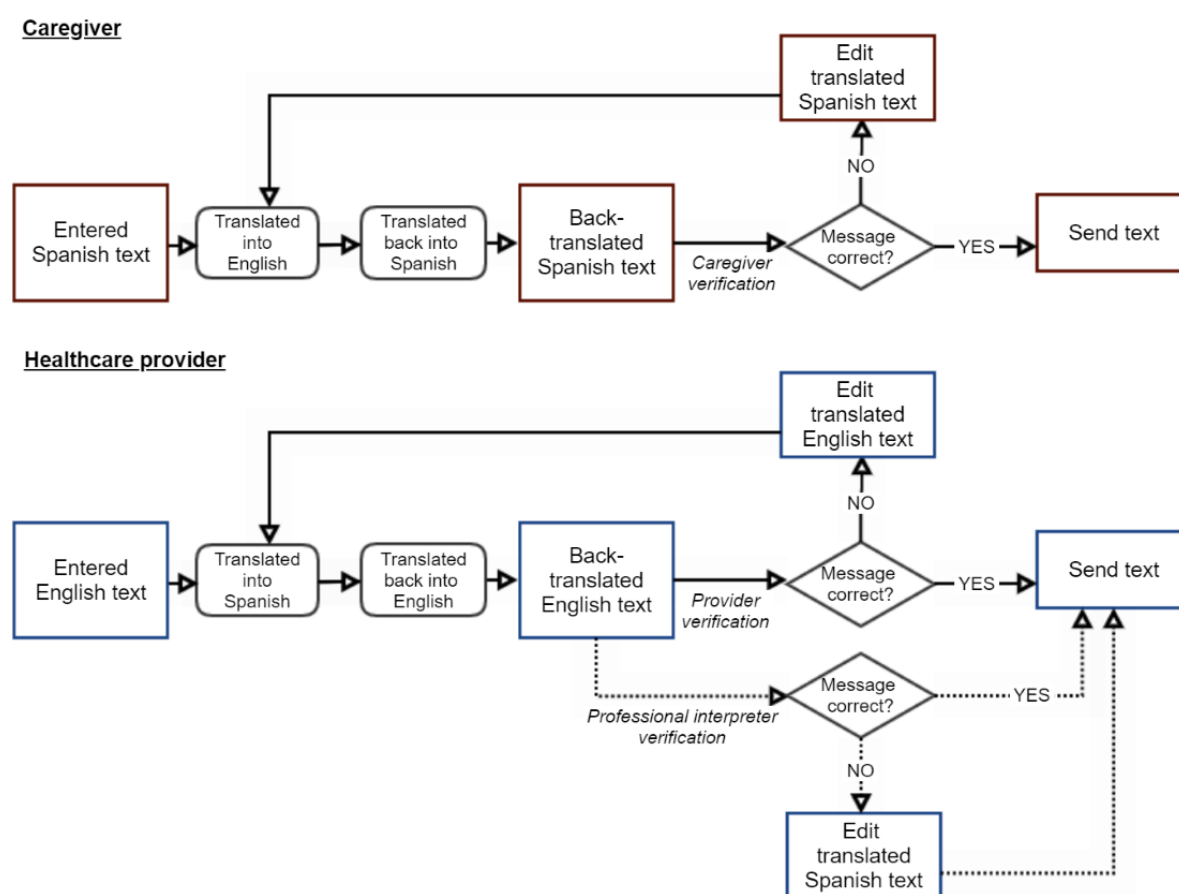 Caregiver
Edit
translated
Spanish text
NO
Entered
Spanish text
Translated
into
English
Translated
back into
Spanish
Back-
translated
Spanish text
Caregiver
verification
Message
correct?
YES
Send text
Healthcare provider
Edit
translated
English text
NO
Entered
English text
Translated
into
Spanish
Translated
back into
English
Back-
translated
English text
Provider
verification
Message
correct?
YES
Send text
Professional interpreter
verification
Message
correct?
YES
NO
Edit
translated
Spanish text